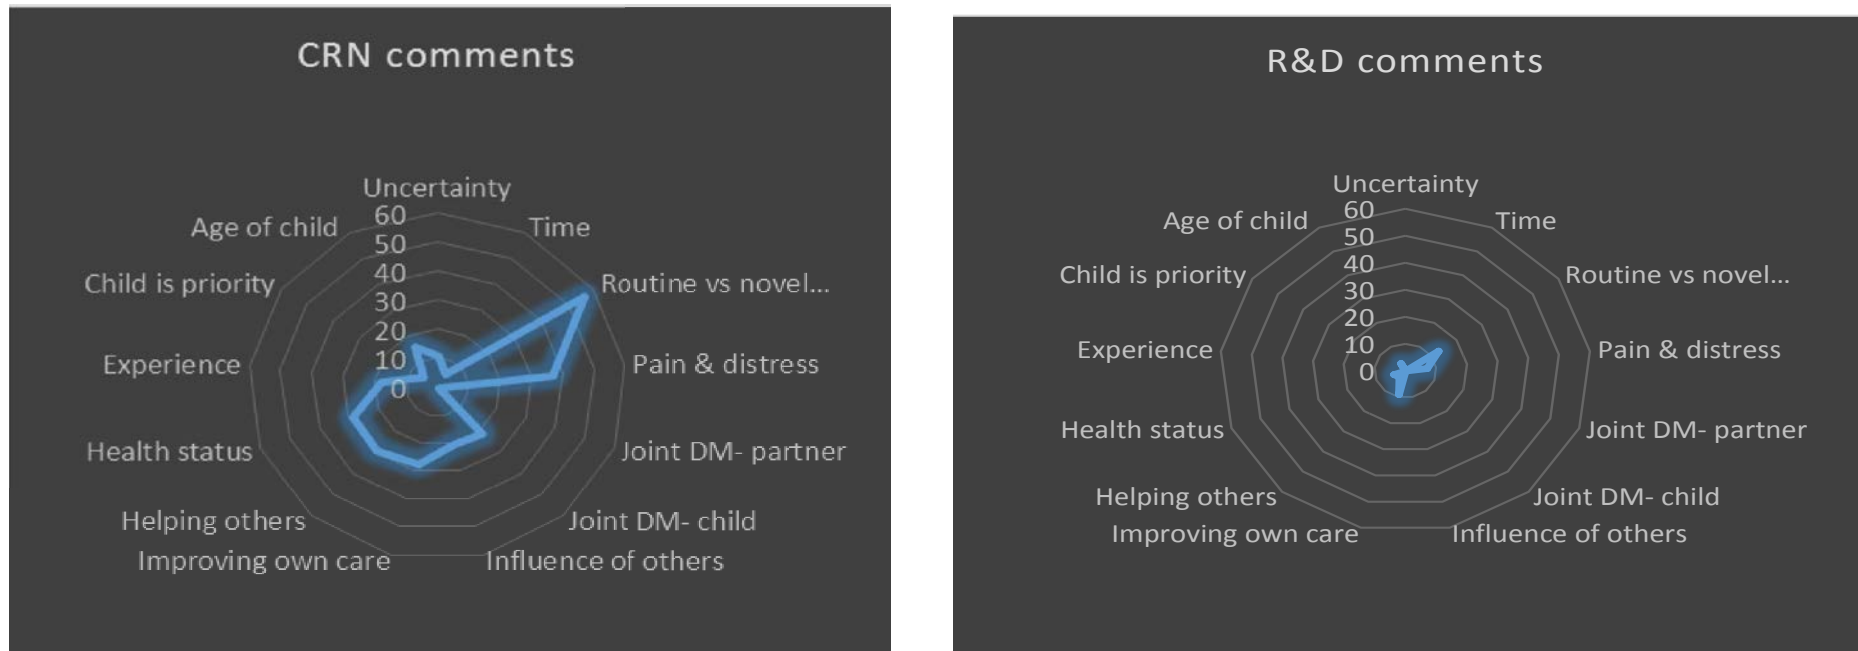 CRN comments
Uncertainty
Time
Routine vs novel...
Pain & distress
Joint DM- partner
Joint DM- child
Influence of others
Improving own care
Helping others
Health status
Experience
Child is priority
Age of child
60
50
40
30
20
10
0
R&D comments
Uncertainty
Time
Routine vs novel...
Pain & distress
Joint DM- partner
Joint DM- child
Influence of others
Improving own care
Helping others
Health status
Experience
Child is priority
Age of child
60
50
40
30
20
10
0